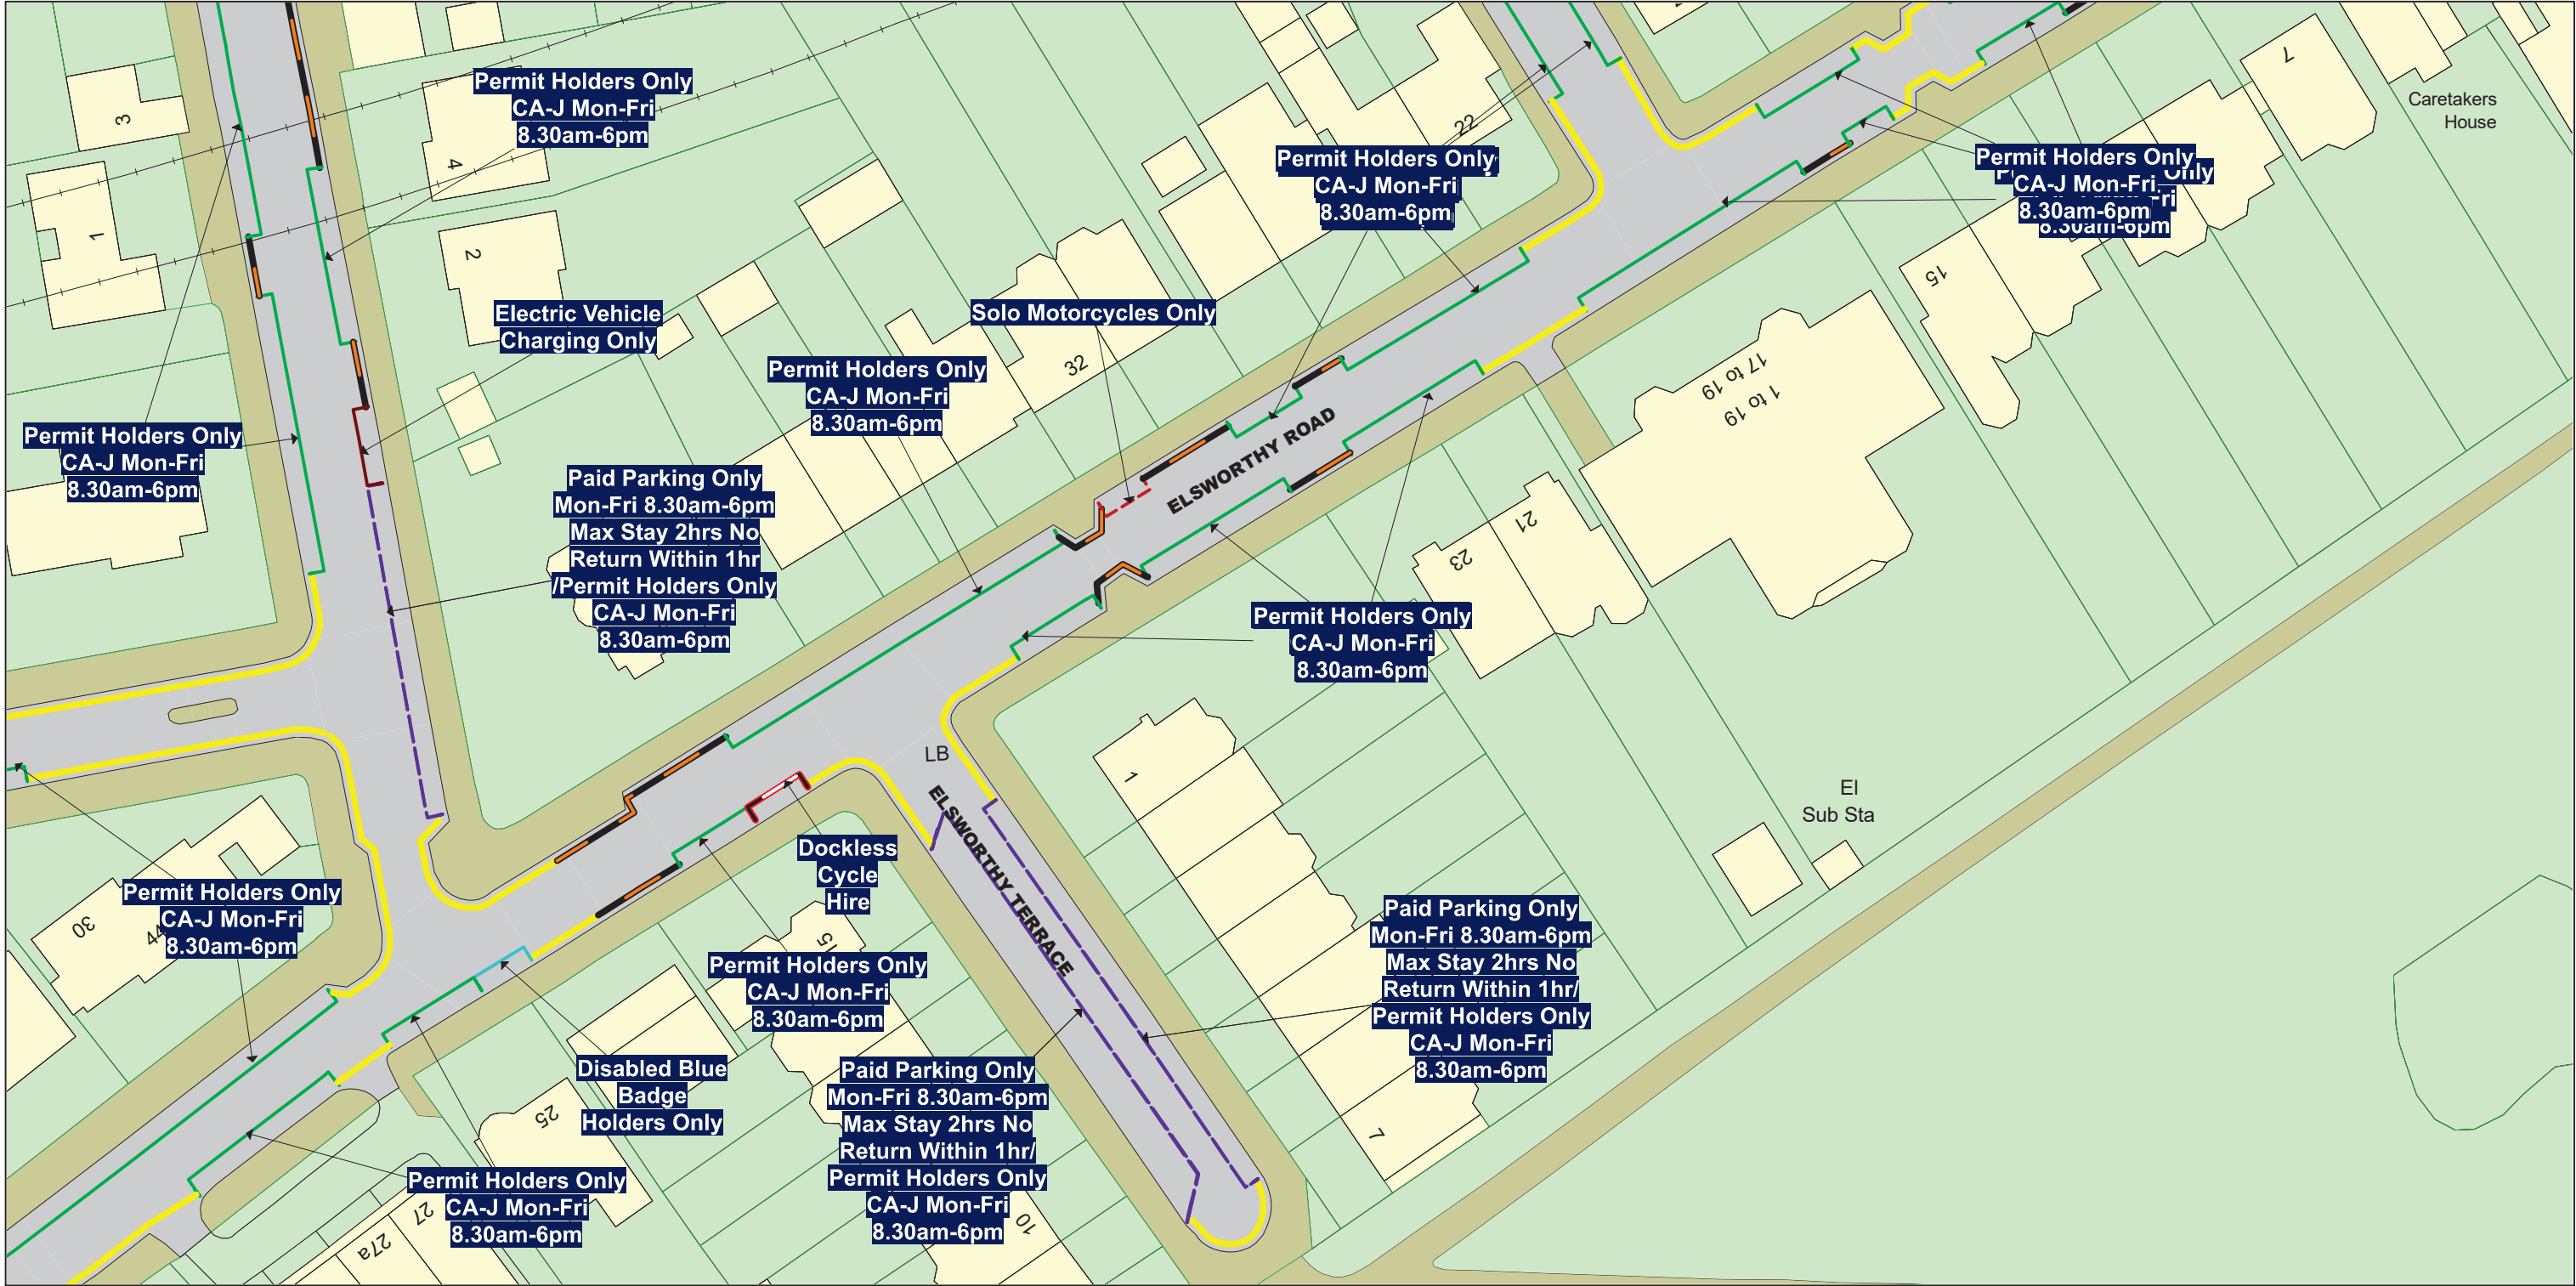 Permit Holders Only
CA-J Mon-Fri
8.30am-6pm
3
4
1
2
22
7
Caretakers
House
Permit Holders Only
CA-J Mon-Fri
8.30am-6pm
Permit Holders Only
CA-J Mon-Fri
8.30am-6pm
Only
8.30am-6pm
15
Electric Vehicle
Charging Only
Solo Motorcycles Only
32
Permit Holders Only
CA-J Mon-Fri
8.30am-6pm
17 to 19
1 to 19
Permit Holders Only
CA-J Mon-Fri
8.30am-6pm
ELSWORTHY ROAD
Paid Parking Only
Mon-Fri 8.30am-6pm
Max Stay 2hrs No
Return Within 1hr
/Permit Holders Only
CA-J Mon-Fri
8.30am-6pm
21
23
Permit Holders Only
CA-J Mon-Fri
8.30am-6pm
LB
1
El
Sub Sta
ELSWORTHY TERRACE
Dockless
Cycle
Hire
30
44
Permit Holders Only
CA-J Mon-Fri
8.30am-6pm
15
Permit Holders Only
CA-J Mon-Fri
8.30am-6pm
Paid Parking Only
Mon-Fri 8.30am-6pm
Max Stay 2hrs No
Return Within 1hr/
Permit Holders Only
CA-J Mon-Fri
8.30am-6pm
Disabled Blue
Badge
Holders Only
25
Paid Parking Only
Mon-Fri 8.30am-6pm
Max Stay 2hrs No
Return Within 1hr/
Permit Holders Only
CA-J Mon-Fri
8.30am-6pm
7
Permit Holders Only
CA-J Mon-Fri
8.30am-6pm
27
27a
10